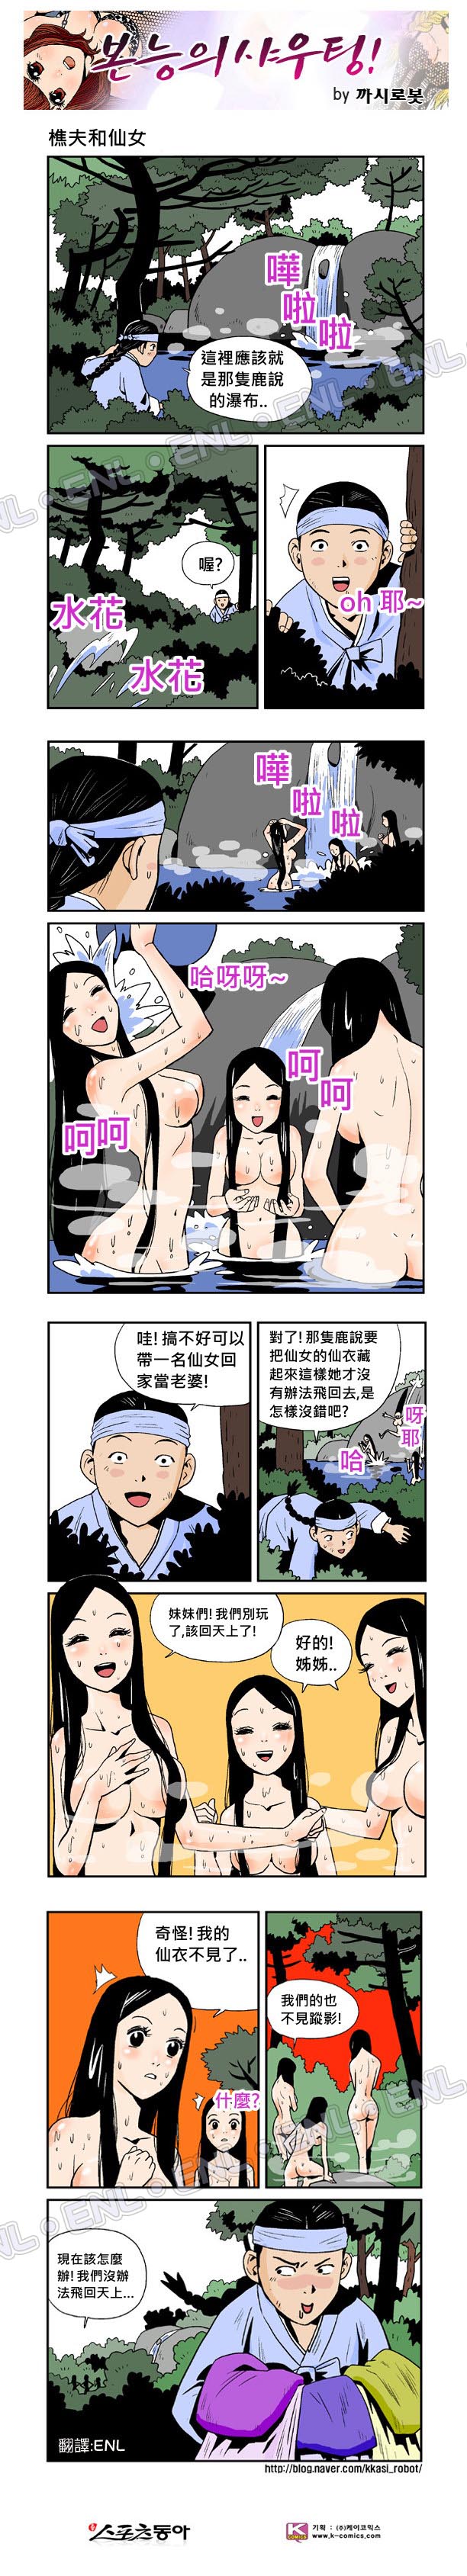 본능의샤우팅!
by 까시로봇
樵夫和仙女
嘩
啦
啦
這裡應該就
是那隻鹿說
的瀑布..
喔?
水花
水花
oh 耶~
嘩
啦
啦
哈呀呀~
呵
呵
呵呵
哇! 搞不好可以
帶一名仙女回
家當老婆!
對了! 那隻鹿說要
把仙女的仙衣藏
起來這樣她才沒
有辦法飛回去,是
怎樣沒錯吧?
呀
耶
哈
妹妹們! 我們別玩
了,該回天上了!
好的!
姊姊..
奇怪! 我的
仙衣不見了..
什麼?
我們的也
不見蹤影!
現在該怎麼
辦! 我們沒辦
法飛回天上...
翻譯:ENL
http://blog.naver.com/kkasi_robot/
스포츠동아
K
COMICS
기획 : (주)케이코믹스
www.k-comics.com
ENL
ENL
ENL
ENL
ENL
ENL
ENL
ENL